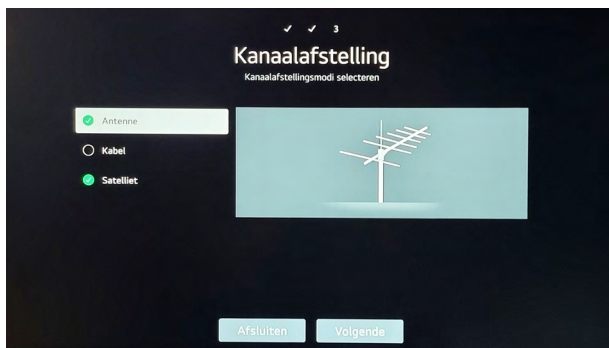 3
Kanaalafstelling
Kanaalafstellingsmodi selecteren
Antenne
Kabel
Satelliet
Afsluiten Volgende